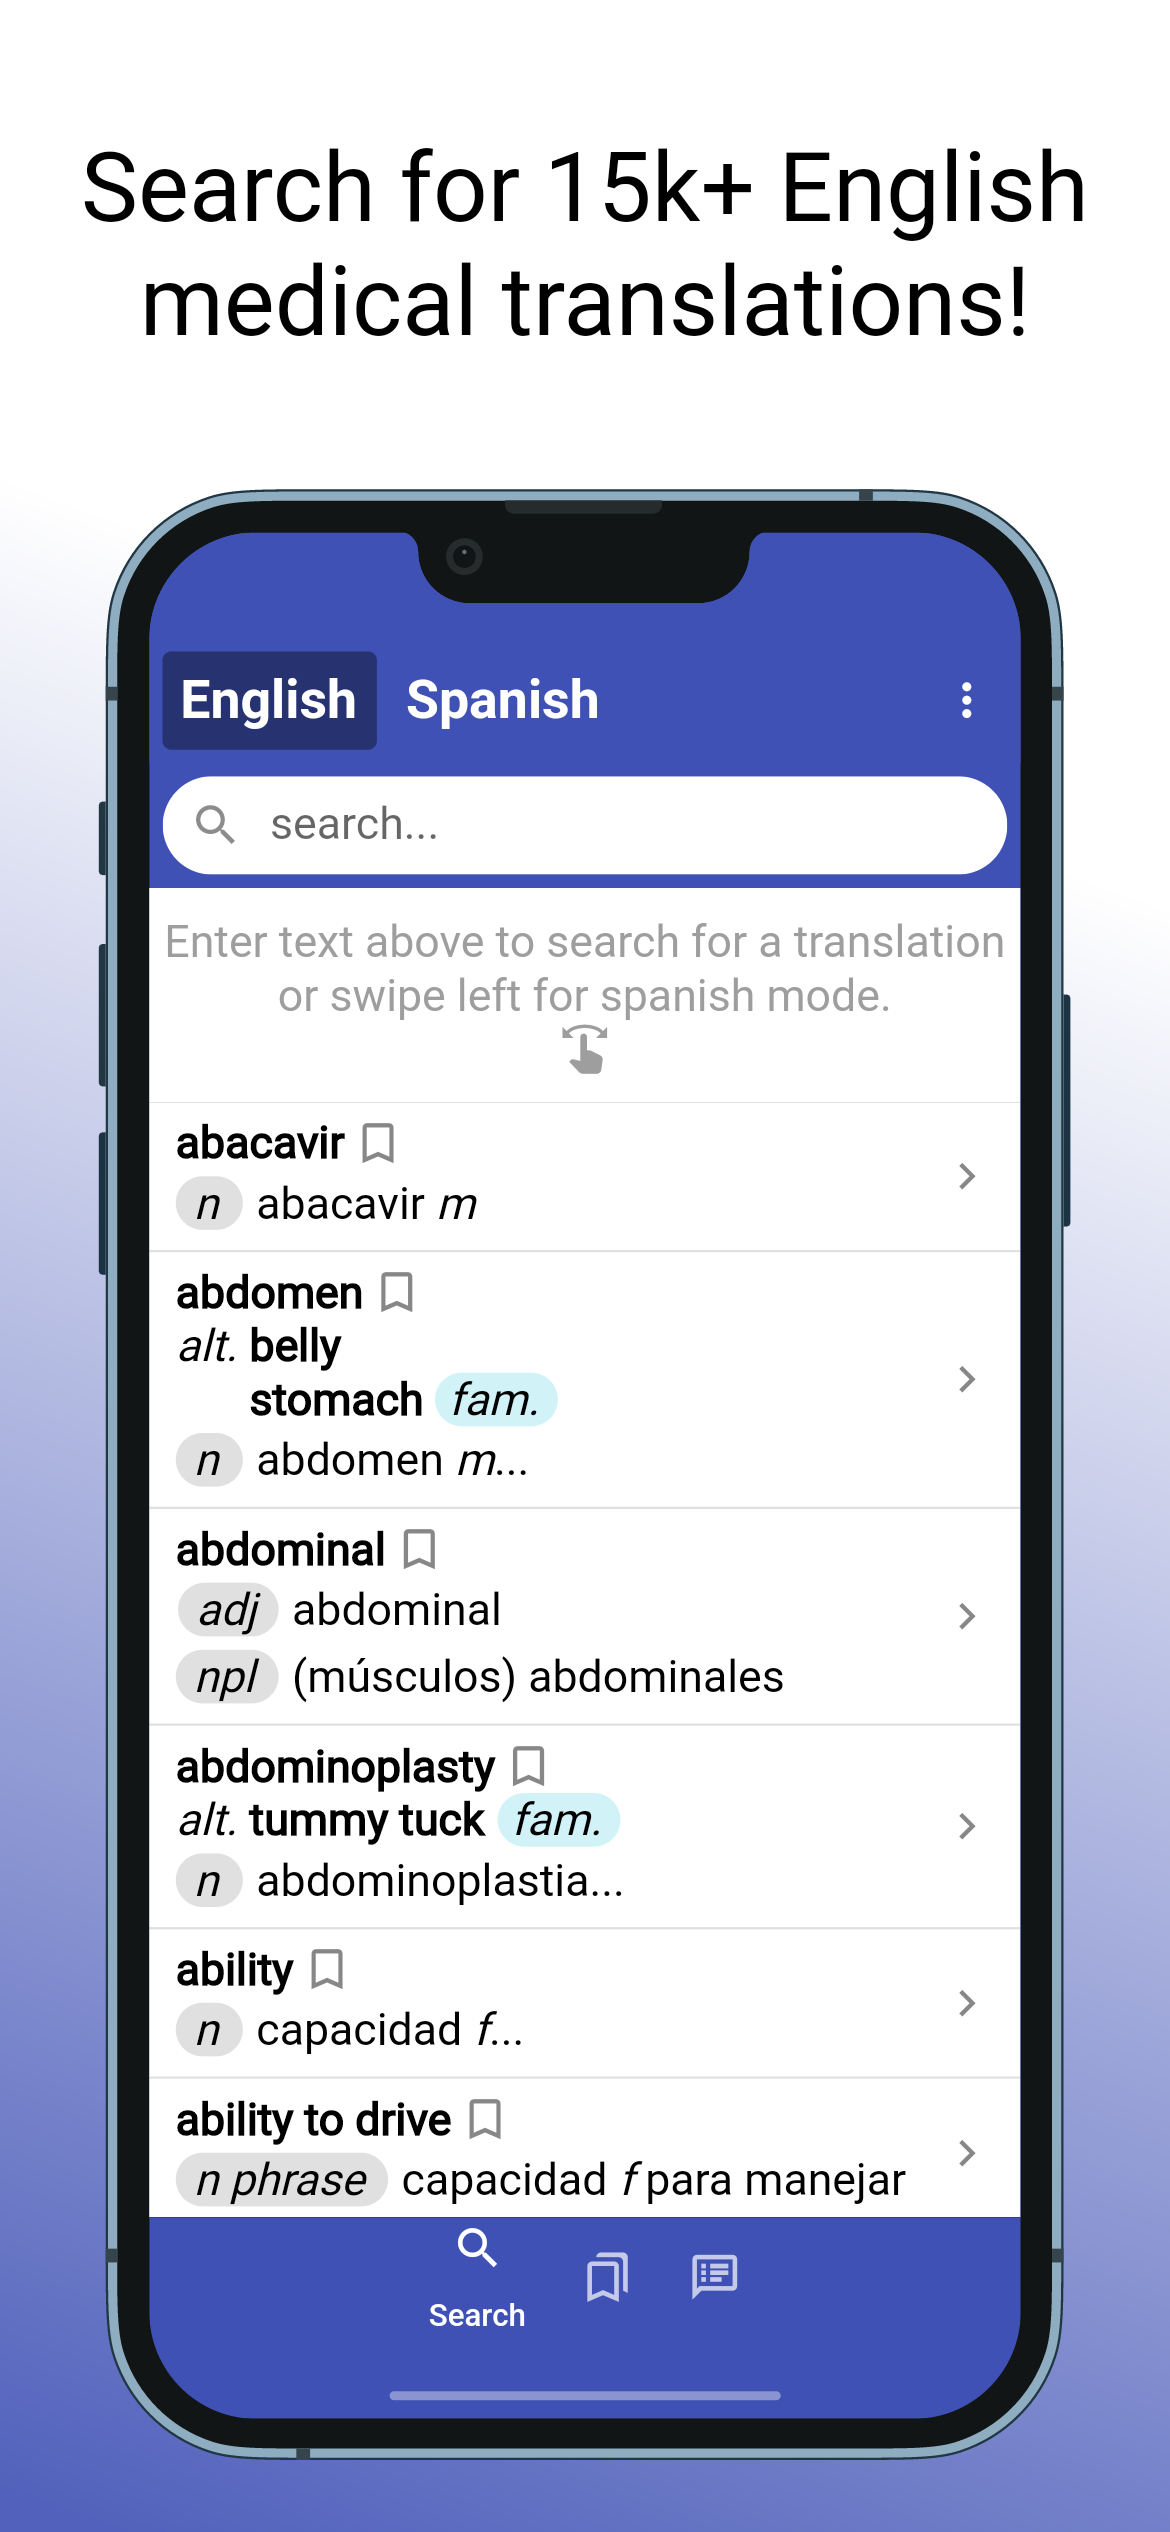 Search for 15k+ English
medical translations!
English Spanish
search...
Enter text above to search for a translation
or swipe left for spanish mode.
abacavir
n abacavir m
abdomen
alt. belly
stomach fam.
n abdomen m...
abdominal
adj abdominal
npl (músculos) abdominales
abdominoplasty
alt. tummy tuck fam.
n abdominoplastia...
ability
n capacidad f...
ability to drive
n phrase capacidad f para manejar
Search